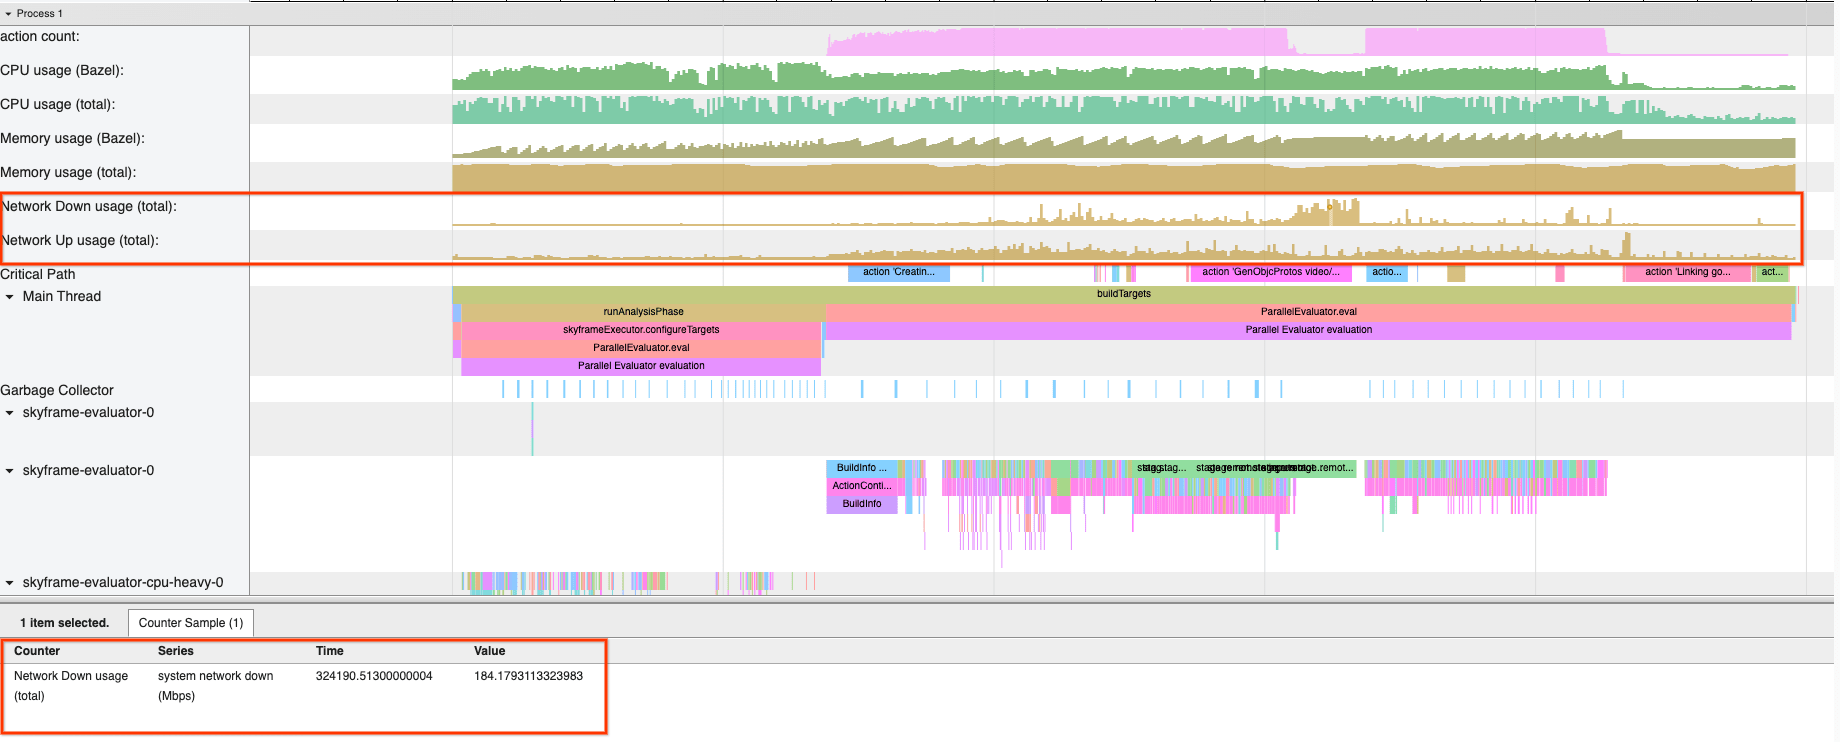 Process 1
action count:
CPU usage (Bazel):
CPU usage (total):
Memory usage (Bazel):
Memory usage (total):
Network Down usage (total):
Network Up usage (total):
Critical Path
action 'Creatin...
action 'GenObjcProtos video/...
actio...
action 'Linking go...
act...
Main Thread
buildTargets
runAnalysisPhase
ParallelEvaluator.eval
skyframeExecutor.configureTargets
Parallel Evaluator evaluation
ParallelEvaluator.eval
Parallel Evaluator evaluation
Garbage Collector
skyframe-evaluator-0
skyframe-evaluator-0
BuildInfo ...
stag...
remot...
ActionConti...
BuildInfo
skyframe-evaluator-cpu-heavy-0
1 item selected.
Counter Sample (1)
Counter Series Time Value
Network Down usage system network down 324190.51300000004 184.1793113323983
(total) (Mbps)